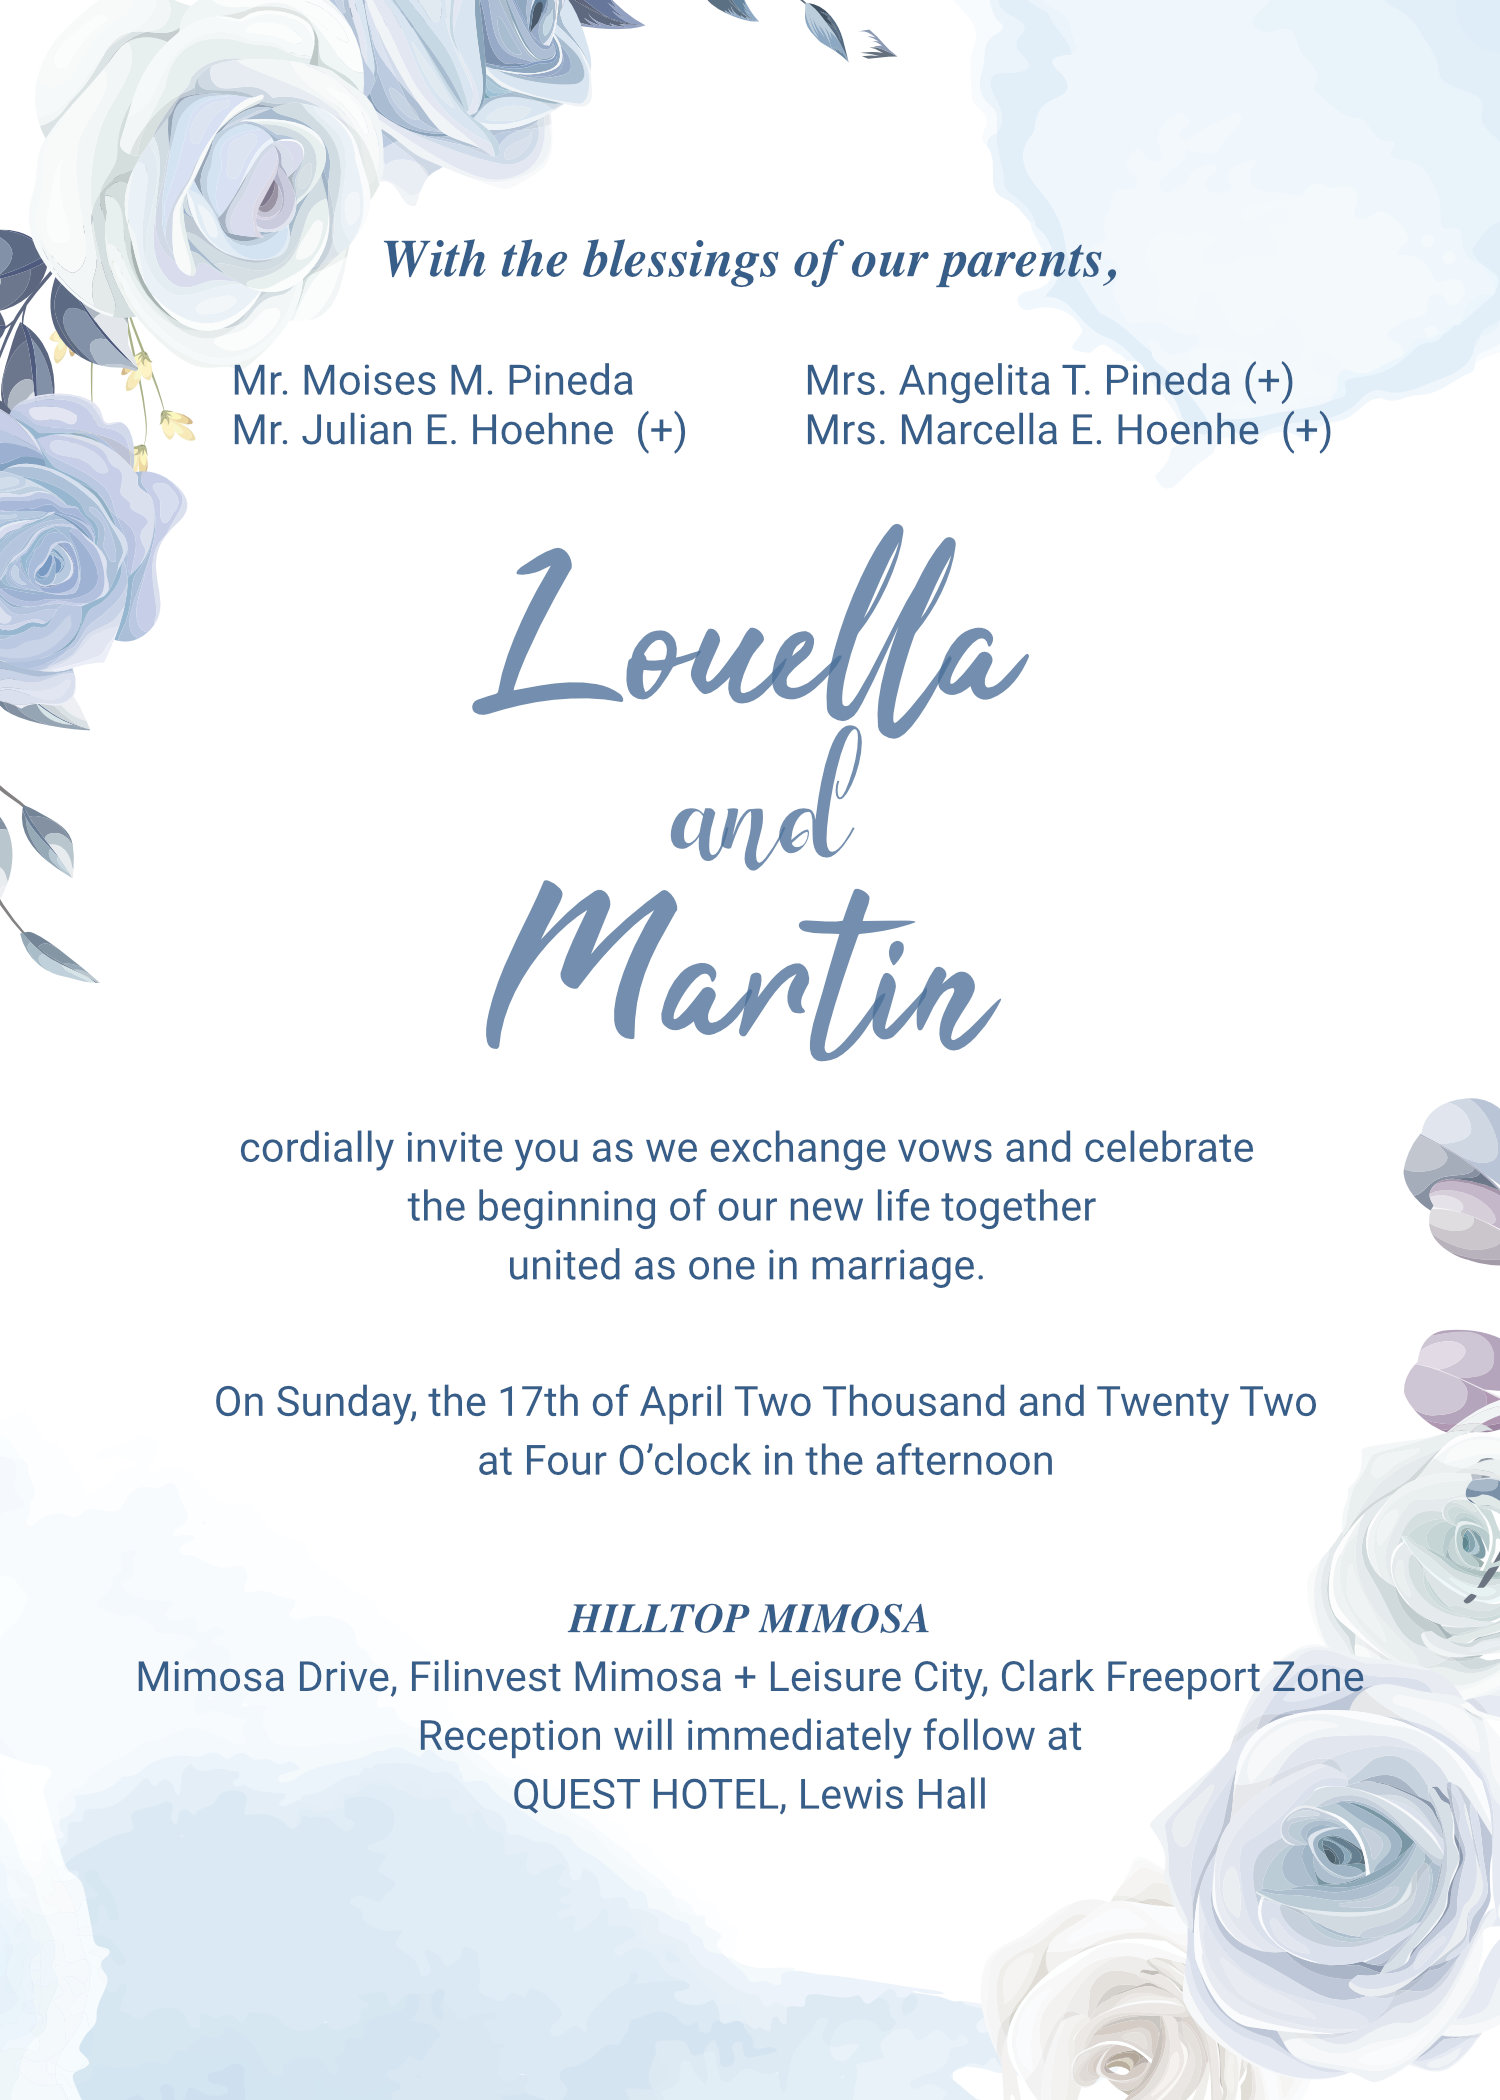 With the blessings of our parents,
Mr. Moises M. Pineda Mrs. Angelita T. Pineda (+)
Mr. Julian E. Hoehne (+) Mrs. Marcella E. Hoenhe (+)
Louella
and
Martin
cordially invite you as we exchange vows and celebrate
the beginning of our new life together
united as one in marriage.
On Sunday, the 17th of April Two Thousand and Twenty Two
at Four O’clock in the afternoon
HILLTOP MIMOSA
Mimosa Drive, Filinvest Mimosa + Leisure City, Clark Freeport Zone
Reception will immediately follow at
QUEST HOTEL, Lewis Hall